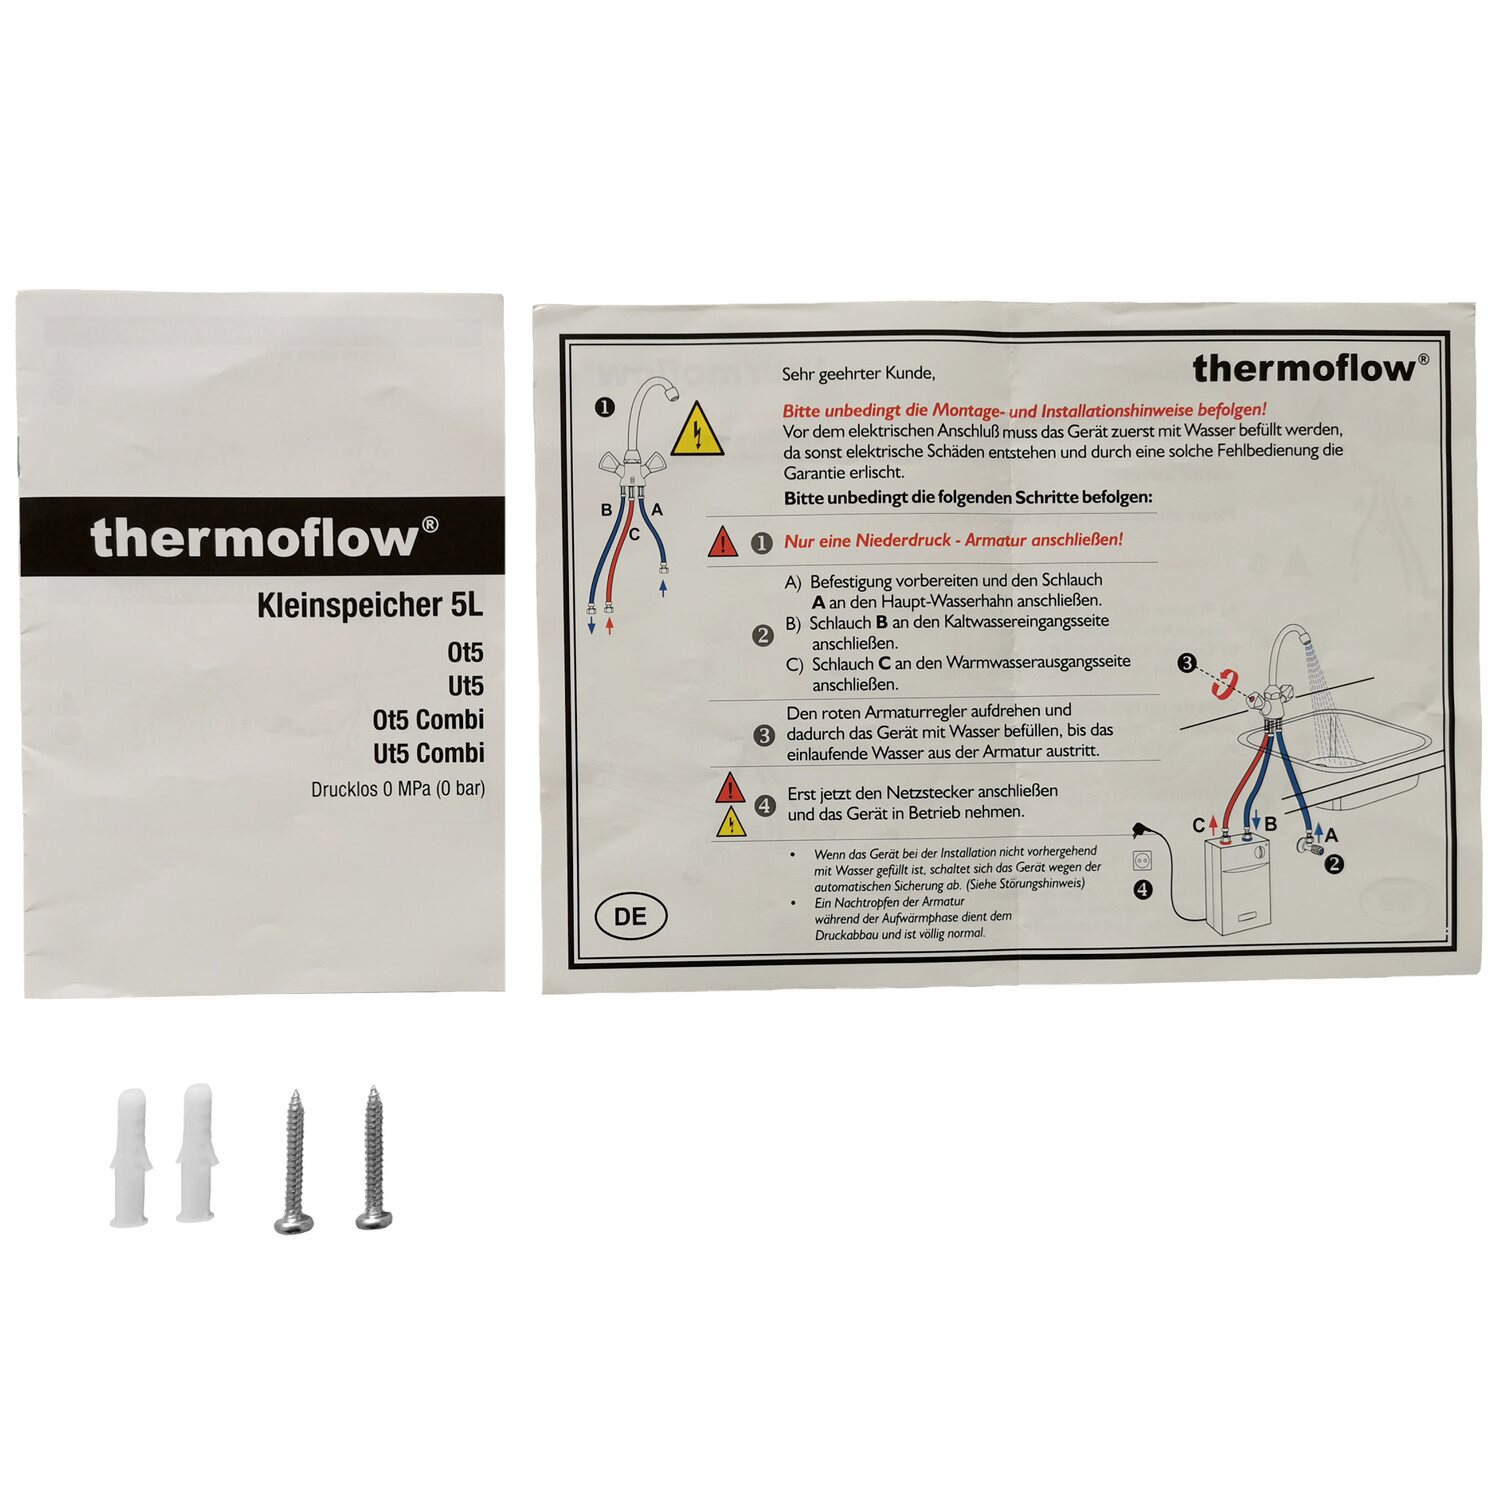 thermoflow®
Kleinspeicher 5L
Ot5
Ut5
Ot5 Combi
Ut5 Combi
Drucklos 0 MPa (0 bar)
thermoflow®
Sehr geehrter Kunde,
Bitte unbedingt die Montage- und Installationshinweise befolgen!
Vor dem elektrischen Anschluß muss das Gerät zuerst mit Wasser befüllt werden,
da sonst elektrische Schäden entstehen und durch eine solche Fehlbedienung die
Garantie erlischt.
Bitte unbedingt die folgenden Schritte befolgen:
1
B
A
C
! 1 Nur eine Niederdruck - Armatur anschließen!
2
A) Befestigung vorbereiten und den Schlauch
A an den Haupt-Wasserhahn anschließen.
B) Schlauch B an den Kaltwassereingangsseite
anschließen.
C) Schlauch C an den Warmwasserausgangsseite
anschließen.
3
Den roten Armaturregler aufdrehen und
dadurch das Gerät mit Wasser befüllen, bis das
einlaufende Wasser aus der Armatur austritt.
! 4
Erst jetzt den Netzstecker anschließen
und das Gerät in Betrieb nehmen.
• Wenn das Gerät bei der Installation nicht vorhergehend
mit Wasser gefüllt ist, schaltet sich das Gerät wegen der
automatischen Sicherung ab. (Siehe Störungshinweis)
• Ein Nachtropfen der Armatur
während der Aufwärmphase dient dem
Druckabbau und ist völlig normal.
DE
3
C
B
A
2
4